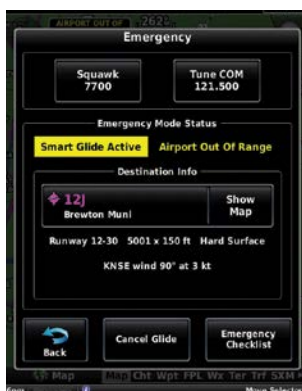 AIRPORT OUT OF
262°
Emergency
Squawk
7700
Tune COM
121.500
Emergency Mode Status
Smart Glide Active
Airport Out Of Range
Destination Info
12J
Brewton Muni
Show
Map
Runway 12-30 5001 x 150 ft Hard Surface
KNSE wind 90° at 3 kt
Back
Cancel Glide
Emergency
Checklist
Map Map Cht Wpt FPL Wx Ter Trf SXM